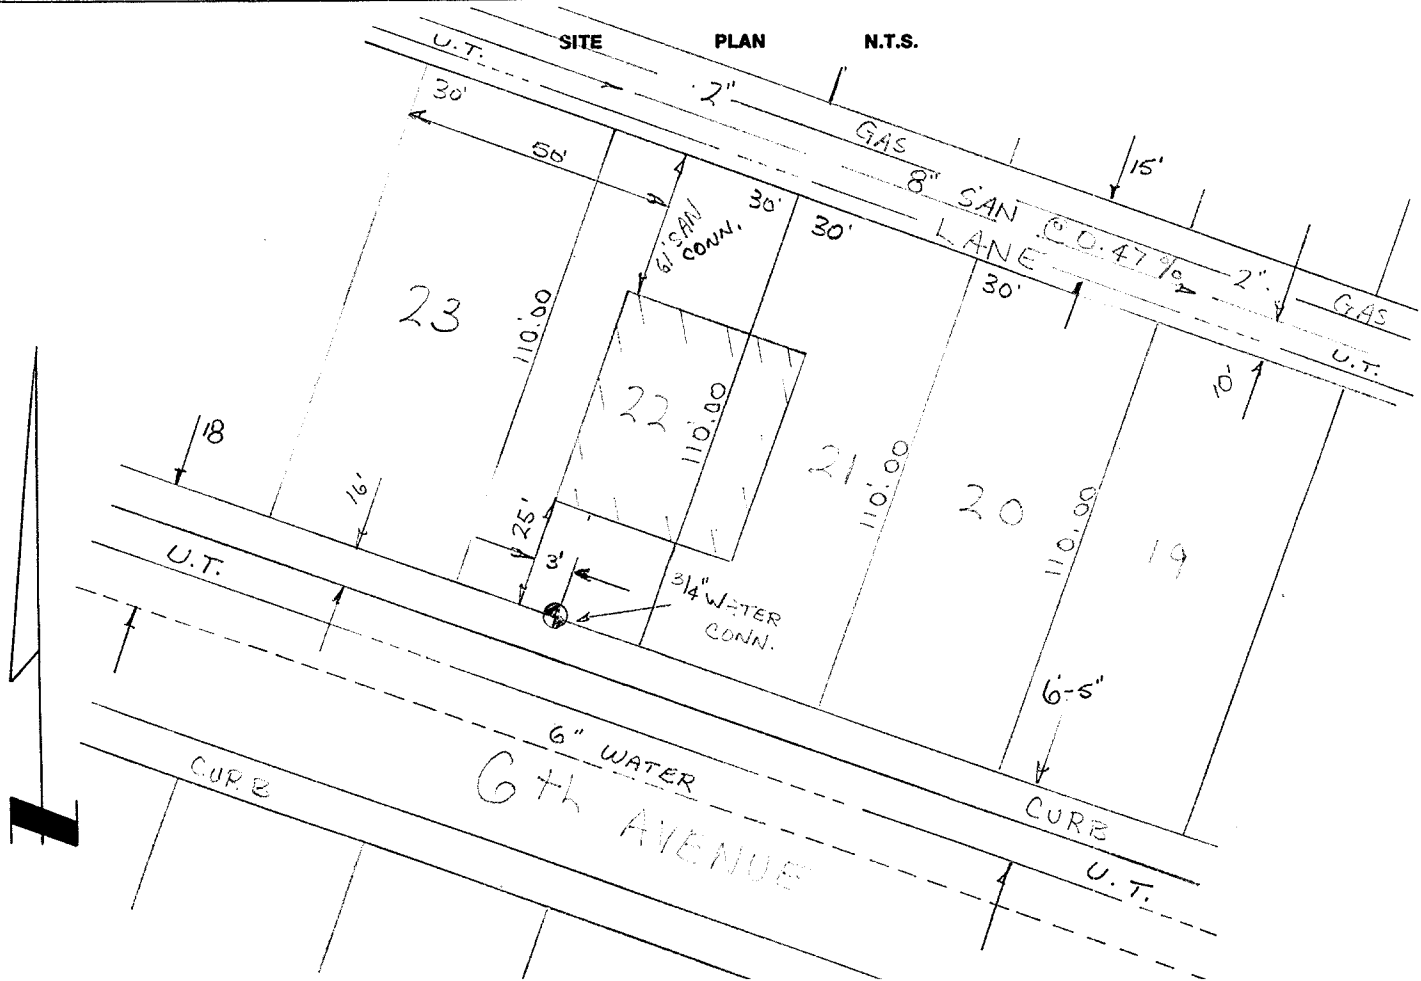 SITE PLAN N.T.S.
U.T.
2"
GAS
30'
50'
15'
8" SAN @ 0.47%
LANE
30'
30'
30'
61' SAN
CONN.
2"
GAS
U.T.
10'
23
110.00
22
110.00
21
110.00
20
110.00
19
18
16'
25'
3'
3/4" WATER
CONN.
U.T.
6'-5"
6" WATER
CURB
6th AVENUE
CURB
U.T.